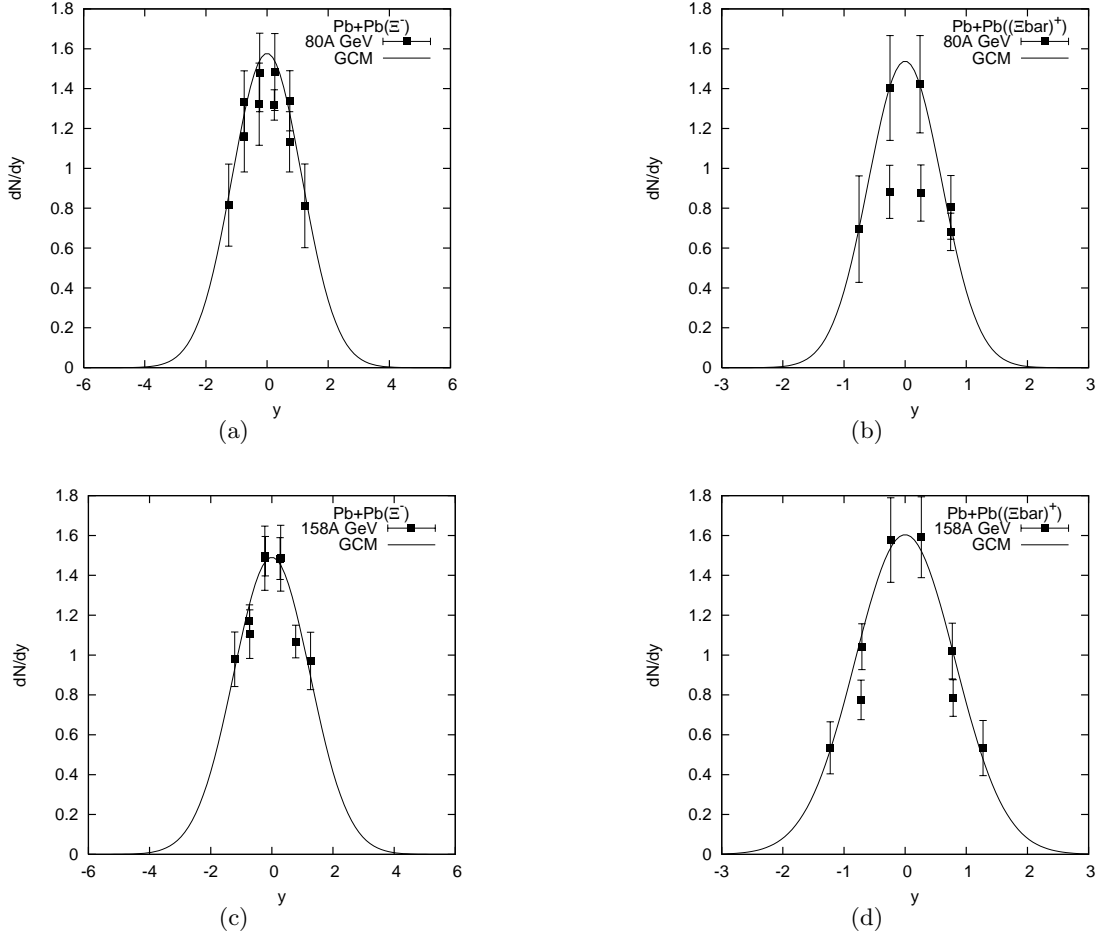 Pb+Pb(Ξ⁻)
80A GeV
GCM
dN/dy
0
0.2
0.4
0.6
0.8
1
1.2
1.4
1.6
1.8
-6 -4 -2 0 2 4 6
y
(a)
Pb+Pb((Ξbar)⁺)
80A GeV
GCM
dN/dy
0
0.2
0.4
0.6
0.8
1
1.2
1.4
1.6
1.8
-3 -2 -1 0 1 2 3
y
(b)
Pb+Pb(Ξ⁻)
158A GeV
GCM
dN/dy
0
0.2
0.4
0.6
0.8
1
1.2
1.4
1.6
1.8
-6 -4 -2 0 2 4 6
y
(c)
Pb+Pb((Ξbar)⁺)
158A GeV
GCM
dN/dy
0
0.2
0.4
0.6
0.8
1
1.2
1.4
1.6
1.8
-3 -2 -1 0 1 2 3
y
(d)